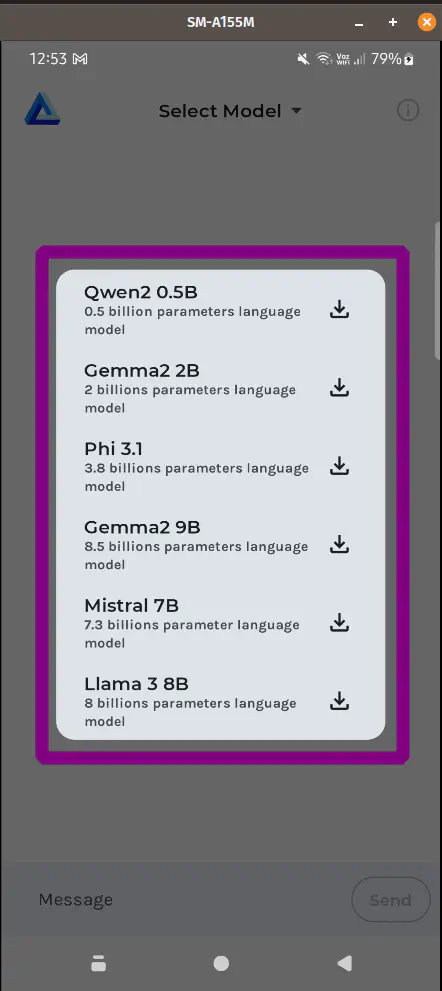 SM-A155M
12:53
Voz
WiFi
79%
Select Model
Qwen2 0.5B
0.5 billion parameters language
model
Gemma2 2B
2 billions parameters language
model
Phi 3.1
3.8 billions parameters language
model
Gemma2 9B
8.5 billions parameters language
model
Mistral 7B
7.3 billions parameter language
model
Llama 3 8B
8 billions parameters language
model
Message
Send